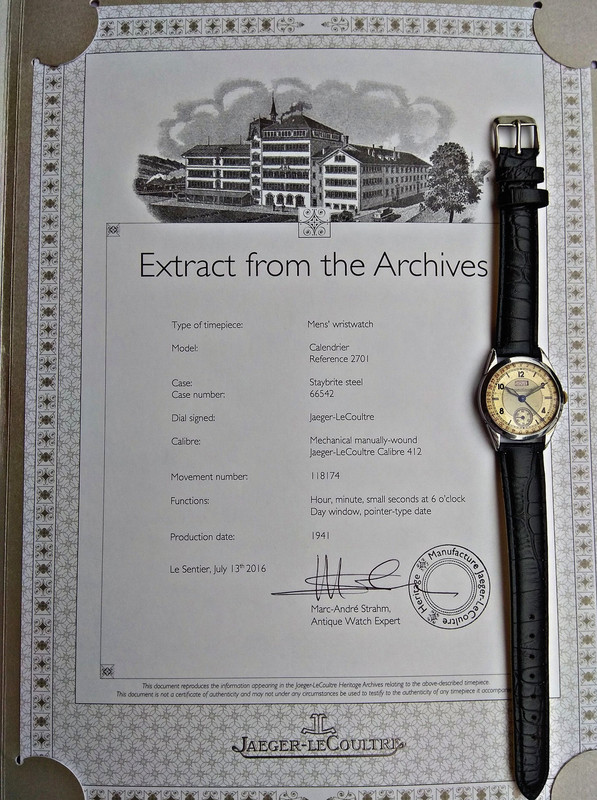 Extract from the Archives
Type of timepiece: Mens' wristwatch
Model: Calendrier
Reference 2701
Case: Staybrite steel
Case number: 66542
Dial signed: Jaeger-LeCoultre
Calibre: Mechanical manually-wound
Jaeger-LeCoultre Calibre 412
Movement number: 118174
Functions: Hour, minute, small seconds at 6 o'clock
Day window, pointer-type date
Production date: 1941
Le Sentier, July 13th 2016
Manufacture Jaeger-LeCoultre Heritage
Marc-André Strahm,
Antique Watch Expert
This document reproduces the information appearing in the Jaeger-LeCoultre Heritage Archives relating to the above-described timepiece.
This document is not a certificate of authenticity and may not under any circumstances be used to testify to the authenticity of any timepiece it
JAEGER-LECOULTRE
12
10
2
8
4